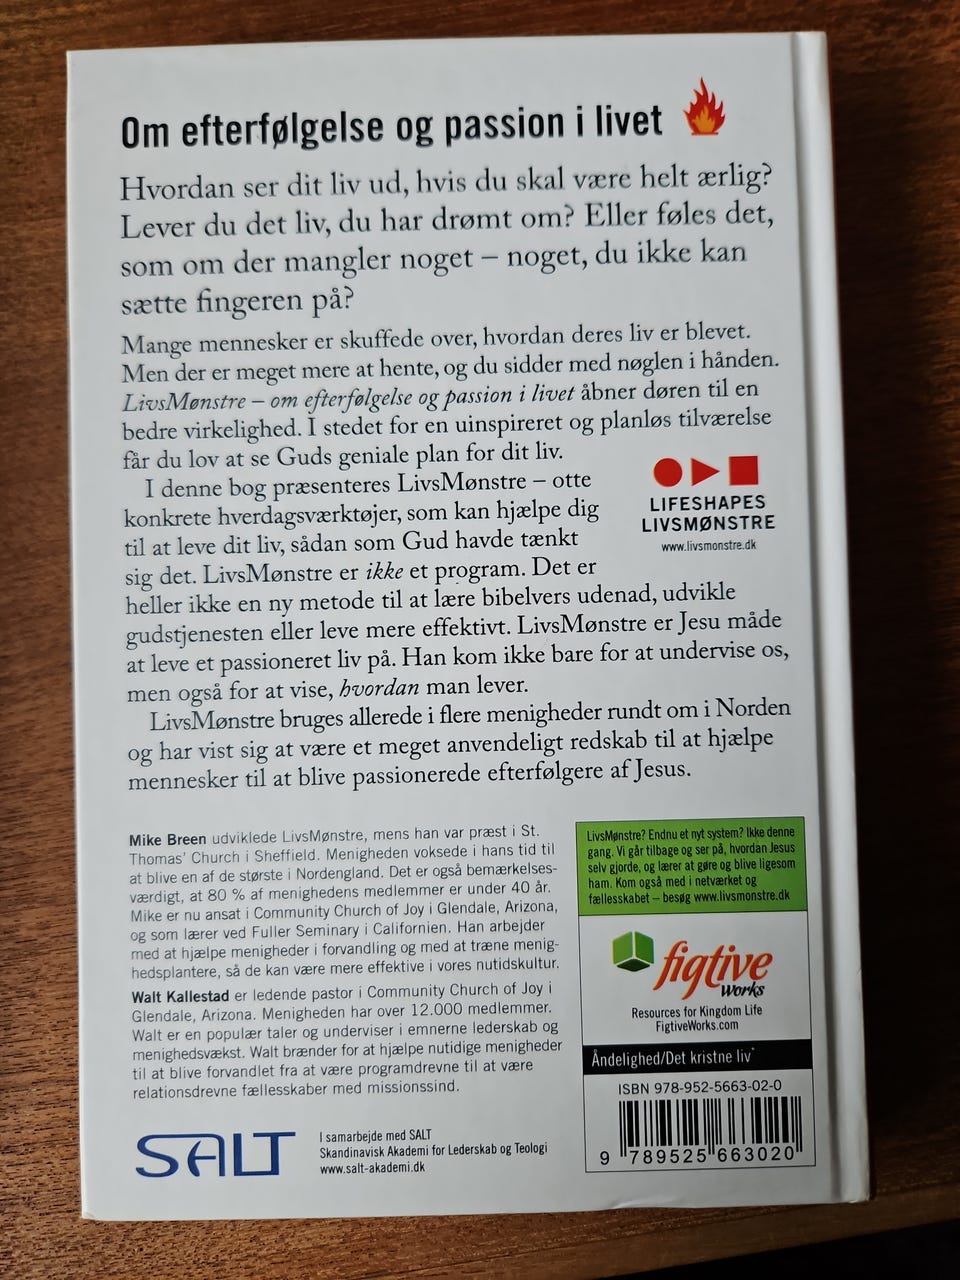 Om efterfølgelse og passion i livet
Hvordan ser dit liv ud, hvis du skal være helt ærlig?
Lever du det liv, du har drømt om? Eller føles det,
som om der mangler noget – noget, du ikke kan
sætte fingeren på?
Mange mennesker er skuffede over, hvordan deres liv er blevet.
Men der er meget mere at hente, og du sidder med nøglen i hånden.
LivsMønstre – om efterfølgelse og passion i livet åbner døren til en
bedre virkelighed. I stedet for en uinspireret og planløs tilværelse
får du lov at se Guds geniale plan for dit liv.
I denne bog præsenteres LivsMønstre – otte
konkrete hverdagsværktøjer, som kan hjælpe dig
til at leve dit liv, sådan som Gud havde tænkt
sig det. LivsMønstre er ikke et program. Det er
heller ikke en ny metode til at lære bibelvers udenad, udvikle
gudstjenesten eller leve mere effektivt. LivsMønstre er Jesu måde
at leve et passioneret liv på. Han kom ikke bare for at undervise os,
men også for at vise, hvordan man lever.
LivsMønstre bruges allerede i flere menigheder rundt om i Norden
og har vist sig at være et meget anvendeligt redskab til at hjælpe
mennesker til at blive passionerede efterfølgere af Jesus.
LIFESHAPES
LIVSMØNSTRE
www.livsmonstre.dk
Mike Breen udviklede LivsMønstre, mens han var præst i St.
Thomas' Church i Sheffield. Menigheden voksede i hans tid til
at blive en af de største i Nordengland. Det er også bemærkelses-
værdigt, at 80 % af menighedens medlemmer er under 40 år.
Mike er nu ansat i Community Church of Joy i Glendale, Arizona,
og som lærer ved Fuller Seminary i Californien. Han arbejder
med at hjælpe menigheder i forvandling og med at træne menig-
hedsplantere, så de kan være mere effektive i vores nutidskultur.
Walt Kallestad er ledende pastor i Community Church of Joy i
Glendale, Arizona. Menigheden har over 12.000 medlemmer.
Walt er en populær taler og underviser i emnerne lederskab og
menighedsvækst. Walt brænder for at hjælpe nutidige menigheder
til at blive forvandlet fra at være programdrevne til at være
relationsdrevne fællesskaber med missionssind.
SALT
I samarbejde med SALT
Skandinavisk Akademi for Lederskab og Teologi
www.salt-akademi.dk
LivsMønstre? Endnu et nyt system? Ikke denne
gang. Vi går tilbage og ser på, hvordan Jesus
selv gjorde, og lærer at gøre og blive ligesom
ham. Kom også med i netværket og
fællesskabet – besøg www.livsmonstre.dk
figtive
Works
Resources for Kingdom Life
FigtiveWorks.com
Åndelighed/Det kristne liv*
ISBN 978-952-5663-02-0
9 789525 663020